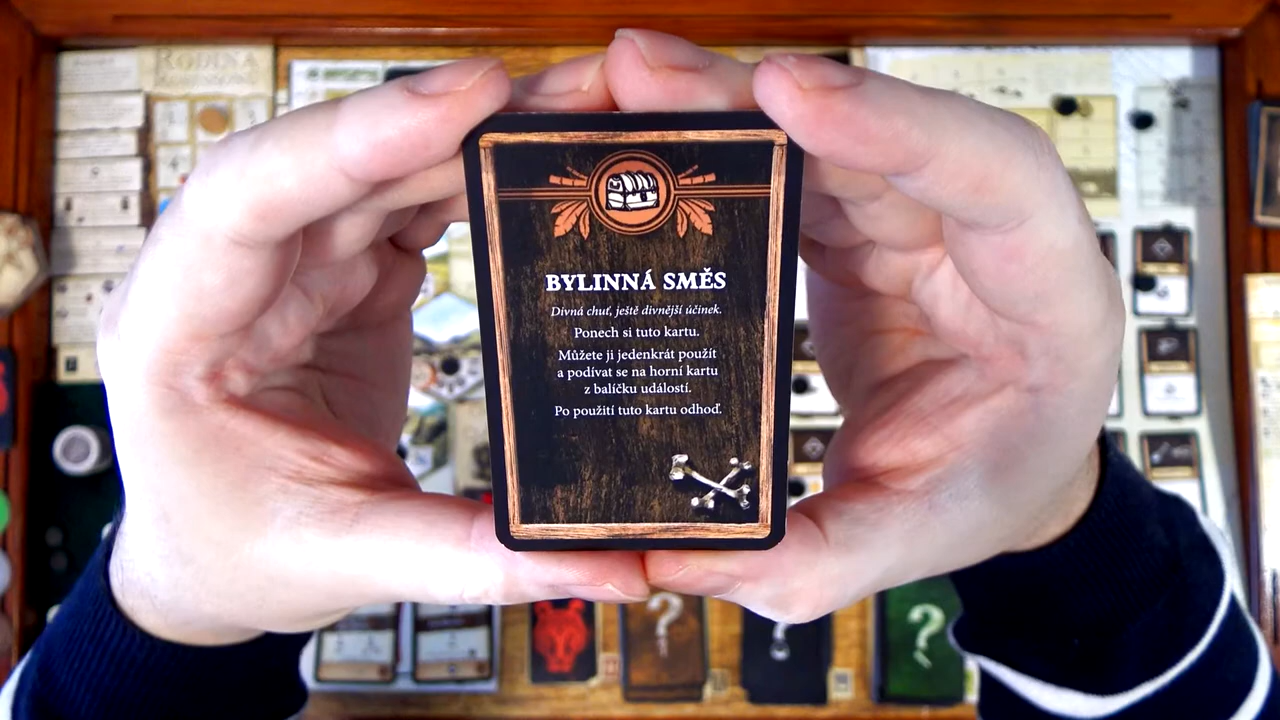 RODINA
BYLINNÁ SMĚS
Divná chuť, ještě divnější účinek.
Ponech si tuto kartu.
Můžete ji jedenkrát použít
a podívat se na horní kartu
z balíčku událostí.
Po použití tuto kartu odhoď.
?
?
?